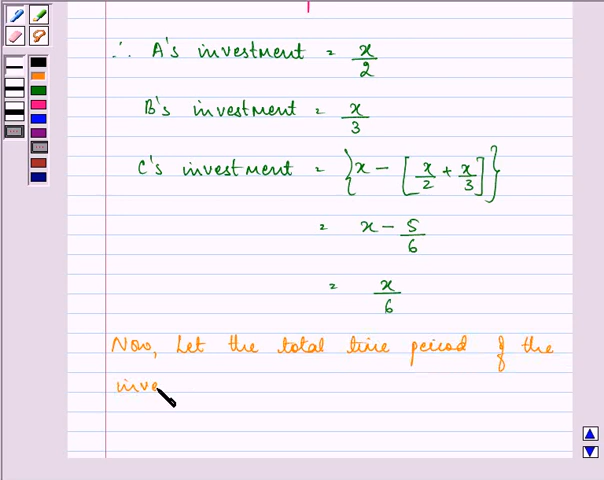 ∴ A's investment = x/2
B's investment = x/3
C's investment = {x - [x/2 + x/3]}
= x - 5/6
= x/6
Now, Let the total time period of the
inve